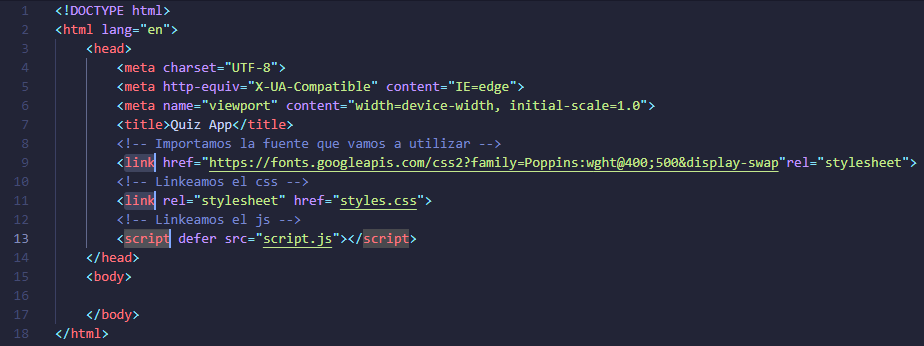 1 <!DOCTYPE html>
2 <html lang="en">
3 <head>
4 <meta charset="UTF-8">
5 <meta http-equiv="X-UA-Compatible" content="IE=edge">
6 <meta name="viewport" content="width=device-width, initial-scale=1.0">
7 <title>Quiz App</title>
8 <!-- Importamos la fuente que vamos a utilizar -->
9 <link href="https://fonts.googleapis.com/css2?family=Poppins:wght@400;500&display-swap"rel="stylesheet">
10 <!-- Linkeamos el css -->
11 <link rel="stylesheet" href="styles.css">
12 <!-- Linkeamos el js -->
13 <script defer src="script.js"></script>
14 </head>
15 <body>
16
17 </body>
18 </html>